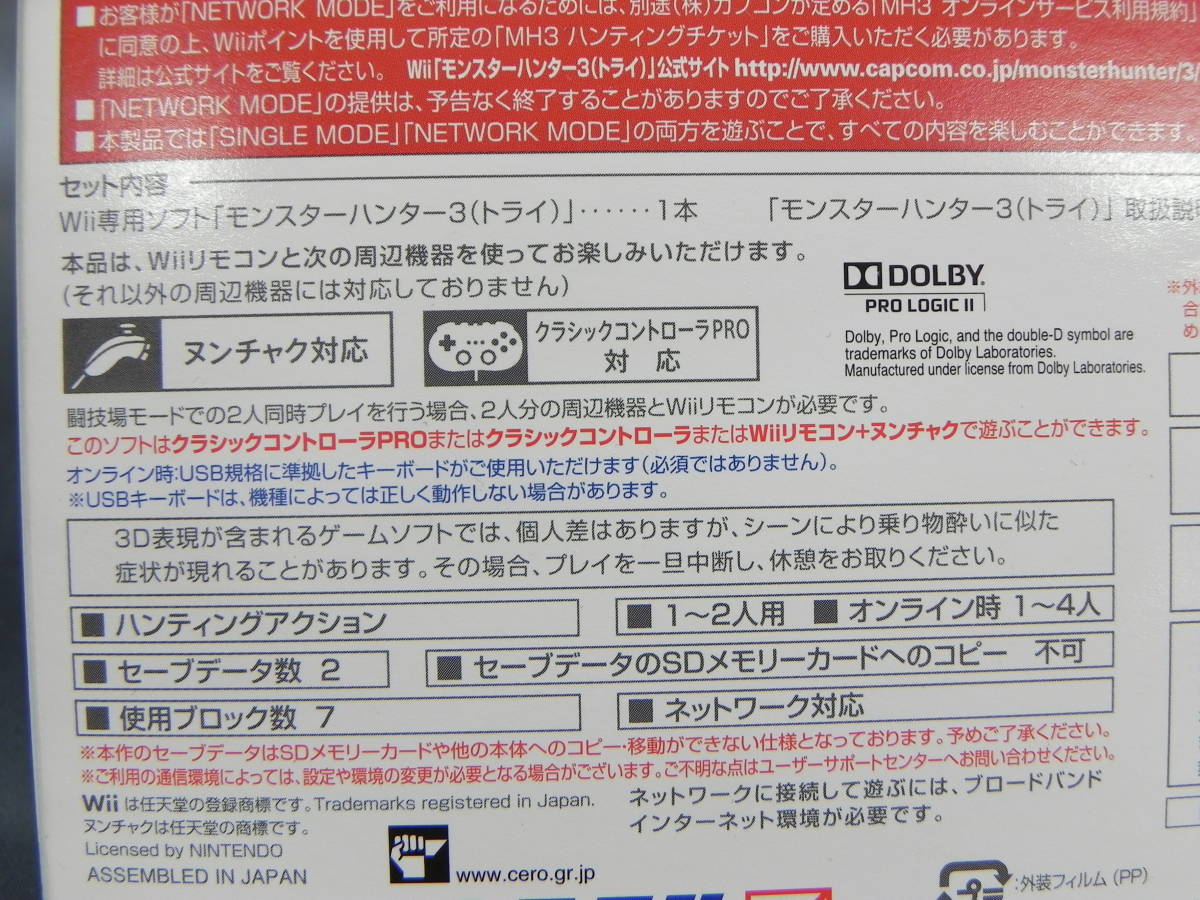 ■お客様が「NETWORK MODE」をご利用になるためには、別途(株)カプコンが定める「MH3 オンラインサービス利用規約」
に同意の上、Wiiポイントを使用して所定の「MH3 ハンティングチケット」をご購入いただく必要があります。
詳細は公式サイトをご覧ください。 Wii「モンスターハンター3(トライ)」公式サイト http://www.capcom.co.jp/monsterhunter/3/
■「NETWORK MODE」の提供は、予告なく終了することがありますのでご了承ください。
■本製品では「SINGLE MODE」「NETWORK MODE」の両方を遊ぶことで、すべての内容を楽しむことができます。
セット内容
Wii専用ソフト「モンスターハンター3(トライ)」……1本 「モンスターハンター3(トライ)」 取扱説
本品は、Wiiリモコンと次の周辺機器を使ってお楽しみいただけます。
(それ以外の周辺機器には対応しておりません)
ヌンチャク対応
クラシックコントローラPRO
対 応
DOLBY
PRO LOGIC II
Dolby, Pro Logic, and the double-D symbol are
trademarks of Dolby Laboratories.
Manufactured under license from Dolby Laboratories.
※外
合
め
闘技場モードでの2人同時プレイを行う場合、2人分の周辺機器とWiiリモコンが必要です。
このソフトはクラシックコントローラPROまたはクラシックコントローラまたはWiiリモコン+ヌンチャクで遊ぶことができます。
オンライン時:USB規格に準拠したキーボードがご使用いただけます(必須ではありません)。
※USBキーボードは、機種によっては正しく動作しない場合があります。
3D表現が含まれるゲームソフトでは、個人差はありますが、シーンにより乗り物酔いに似た
症状が現れることがあります。その場合、プレイを一旦中断し、休憩をお取りください。
■ ハンティングアクション
■ 1〜2人用 ■ オンライン時 1〜4人
■ セーブデータ数 2
■ セーブデータのSDメモリーカードへのコピー 不可
■ 使用ブロック数 7
■ ネットワーク対応
※本作のセーブデータはSDメモリーカードや他の本体へのコピー・移動ができない仕様となっております。予めご了承ください。
※ご利用の通信環境によっては、設定や環境の変更が必要となる場合がございます。ご不明な点はユーザーサポートセンターへお問い合わせください。
Wii は任天堂の登録商標です。Trademarks registered in Japan.
ヌンチャクは任天堂の商標です。
Licensed by NINTENDO
ASSEMBLED IN JAPAN
ネットワークに接続して遊ぶには、ブロードバンド
インターネット環境が必要です。
www.cero.gr.jp
プラ
:外装フィルム(PP)